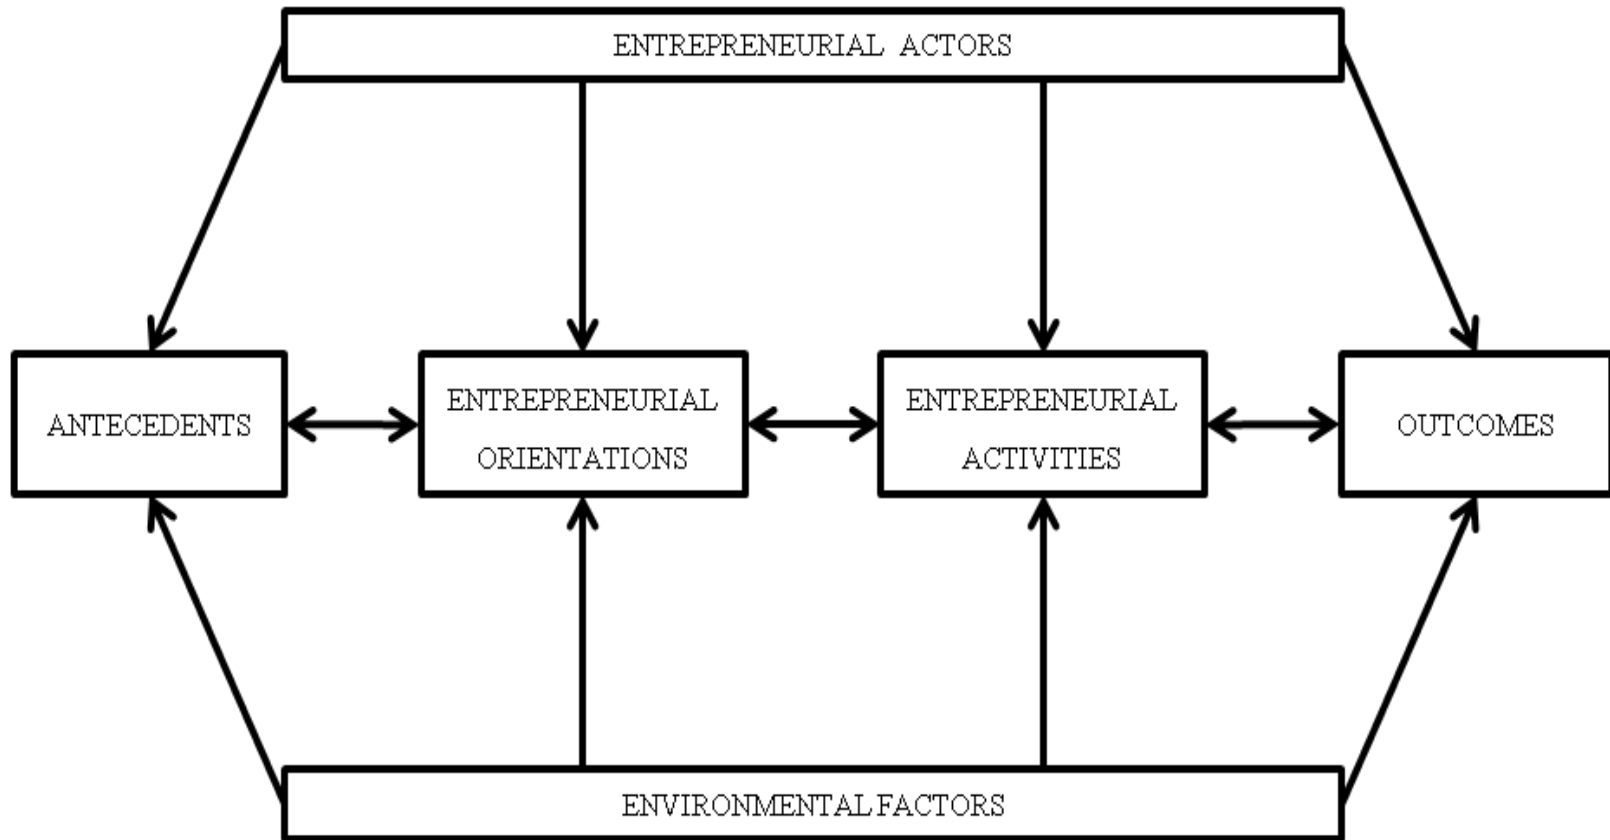 ENTREPRENEURIAL ACTORS
ANTECEDENTS
ENTREPRENEURIAL
ORIENTATIONS
ENTREPRENEURIAL
ACTIVITIES
OUTCOMES
ENVIRONMENTAL FACTORS